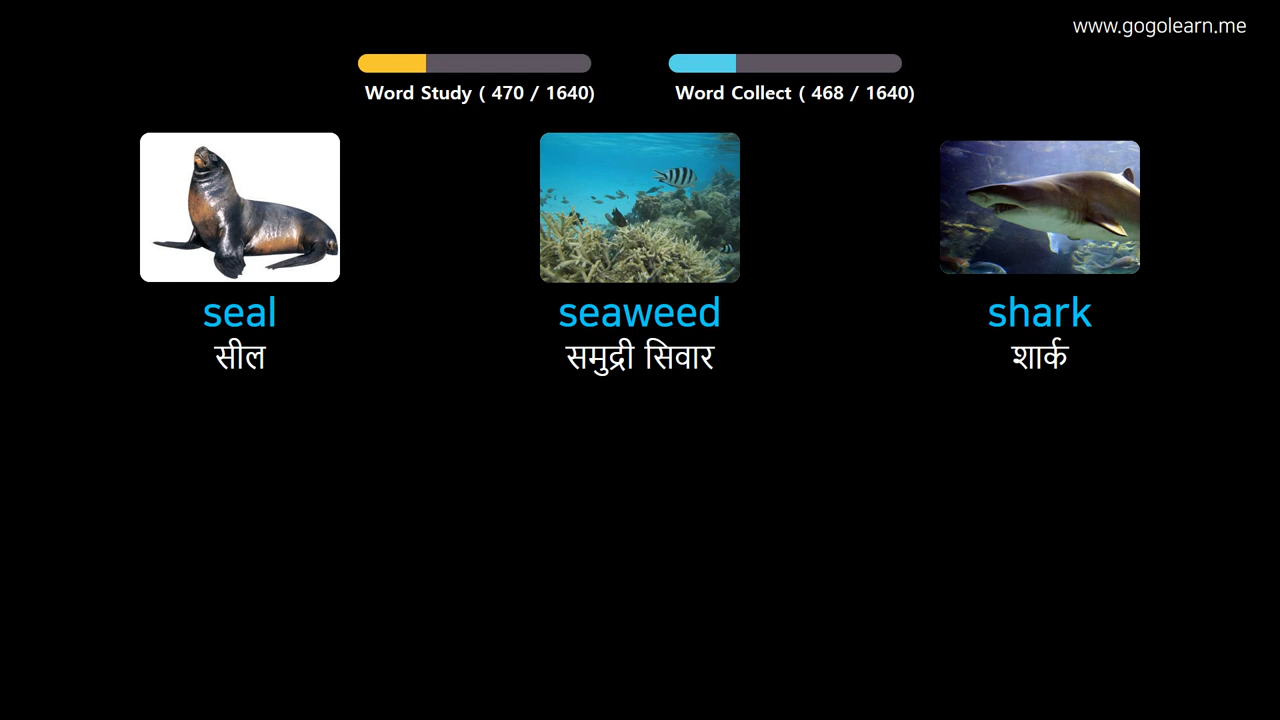 www.gogolearn.me
Word Study ( 470 / 1640)
Word Collect ( 468 / 1640)
seal
seaweed
shark
सील
समुद्री सिवार
शार्क